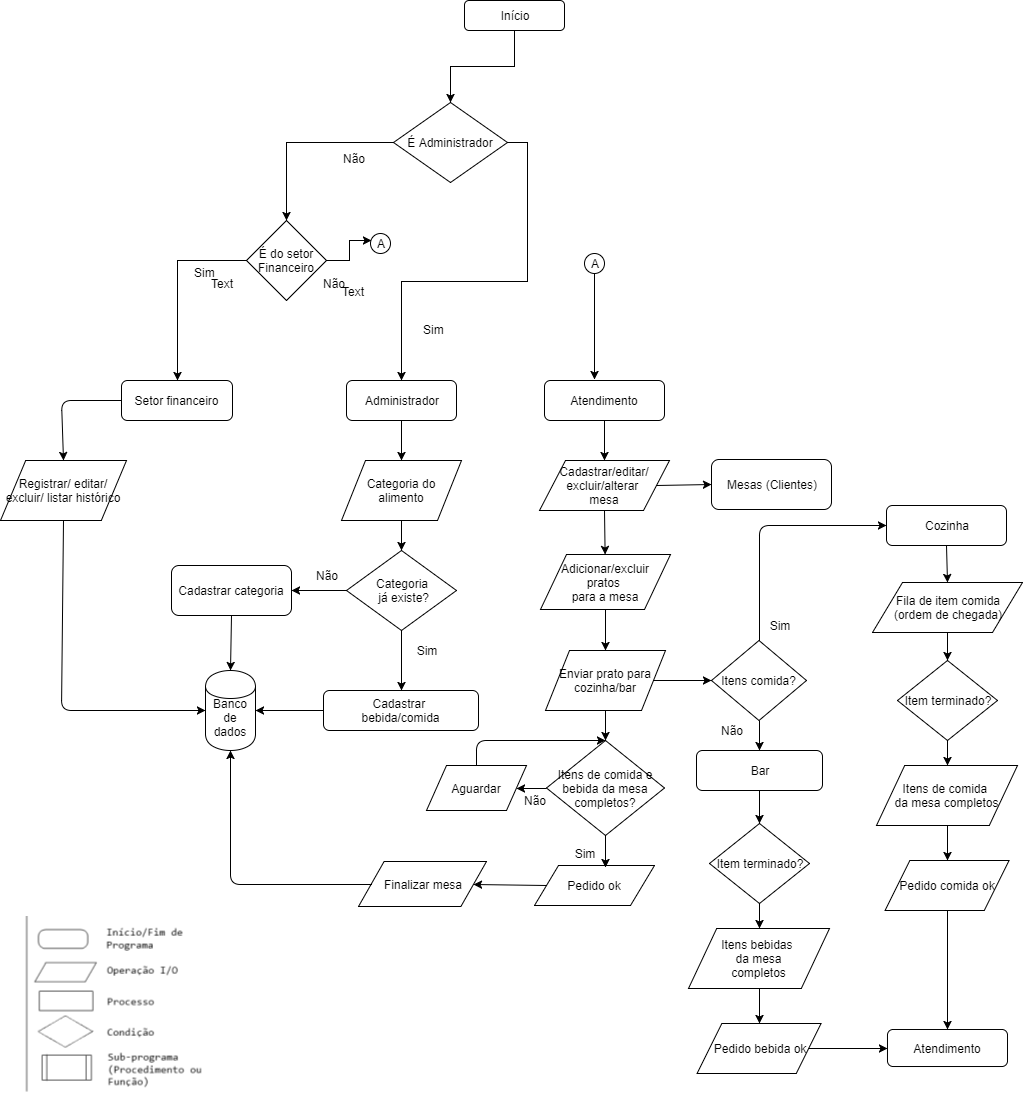 Início
É Administrador
Não
É do setor
Financeiro
A
A
Sim
Text
Não
Text
Sim
Setor financeiro
Administrador
Atendimento
Registrar/ editar/
excluir/ listar histórico
Categoria do
alimento
Cadastrar/editar/
excluir/alterar
mesa
Mesas (Clientes)
Cozinha
Adicionar/excluir
pratos
para a mesa
Não
Cadastrar categoria
Categoria
já existe?
Fila de item comida
(ordem de chegada)
Sim
Sim
Enviar prato para
cozinha/bar
Itens comida?
Item terminado?
Banco
de
dados
Cadastrar
bebida/comida
Não
Bar
Aguardar
Itens de comida e
bebida da mesa
completos?
Não
Itens de comida
da mesa completos
Sim
Item terminado?
Finalizar mesa
Pedido ok
Pedido comida ok
Itens bebidas
da mesa
completos
Pedido bebida ok
Atendimento
Início/Fim de
Programa
Operação I/O
Processo
Condição
Sub-programa
(Procedimento ou
Função)